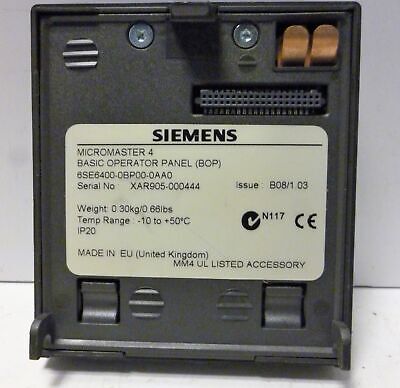 SIEMENS
MICROMASTER 4
BASIC OPERATOR PANEL (BOP)
6SE6400-0BP00-0AA0
Serial No XAR905-000444 Issue : B08/1.03
Weight: 0.30kg/0.66lbs
Temp Range : -10 to +50°C
IP20
N117 CE
MADE IN EU (United Kingdom)
MM4 UL LISTED ACCESSORY